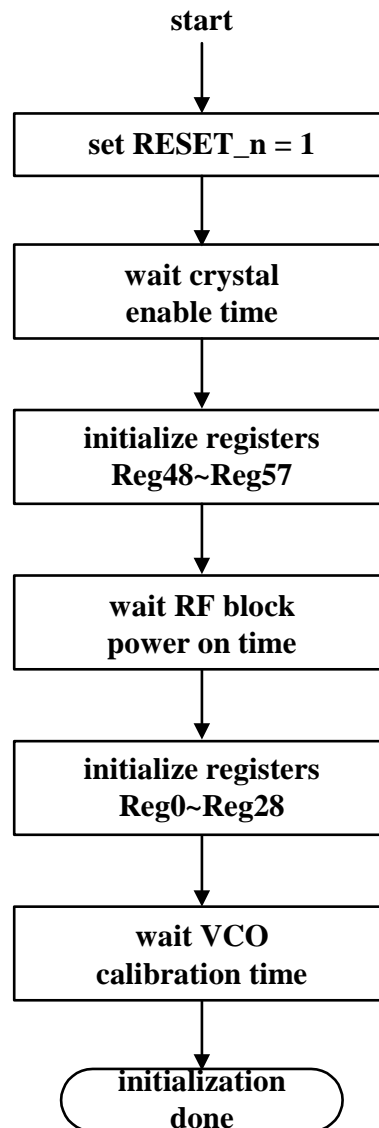 start
set RESET_n = 1
wait crystal
enable time
initialize registers
Reg48~Reg57
wait RF block
power on time
initialize registers
Reg0~Reg28
wait VCO
calibration time
initialization
done